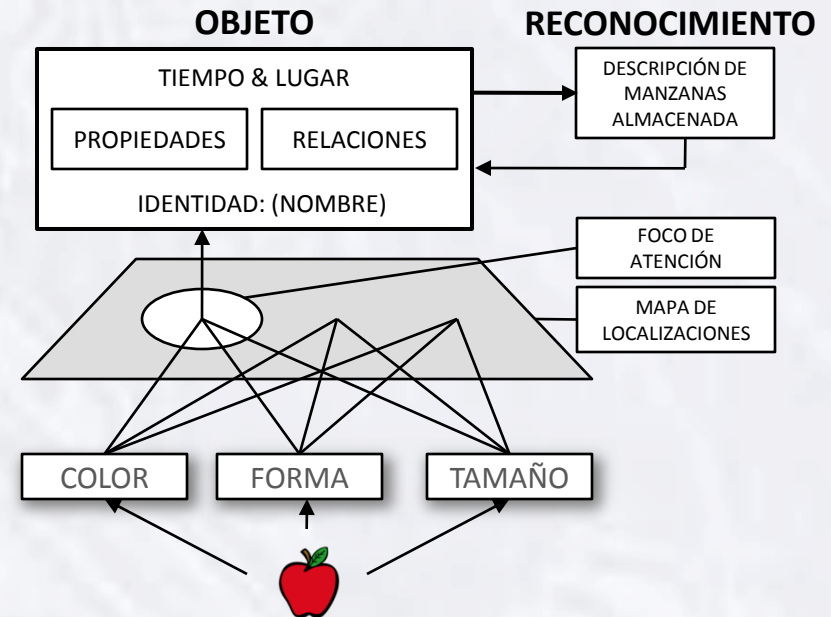 OBJETO
RECONOCIMIENTO
TIEMPO & LUGAR
PROPIEDADES
RELACIONES
IDENTIDAD: (NOMBRE)
DESCRIPCIÓN DE
MANZANAS
ALMACENADA
FOCO DE
ATENCIÓN
MAPA DE
LOCALIZACIONES
COLOR
FORMA
TAMAÑO